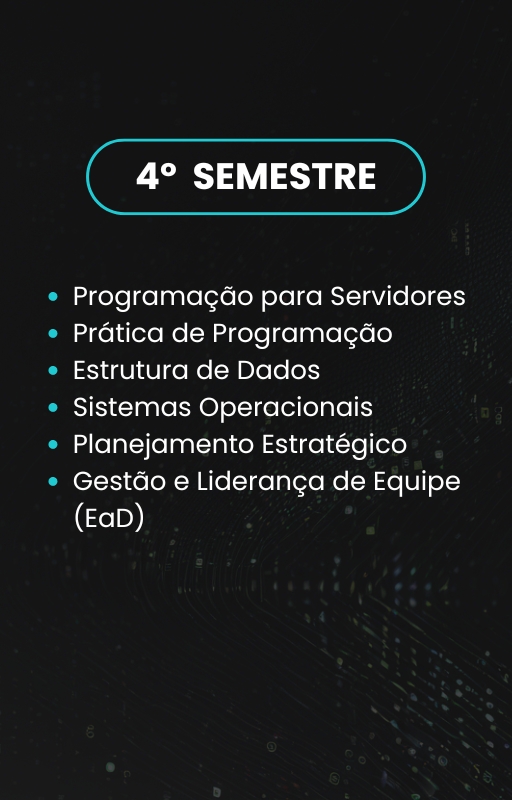 4º SEMESTRE
Programação para Servidores
Prática de Programação
Estrutura de Dados
Sistemas Operacionais
Planejamento Estratégico
Gestão e Liderança de Equipe
(EaD)